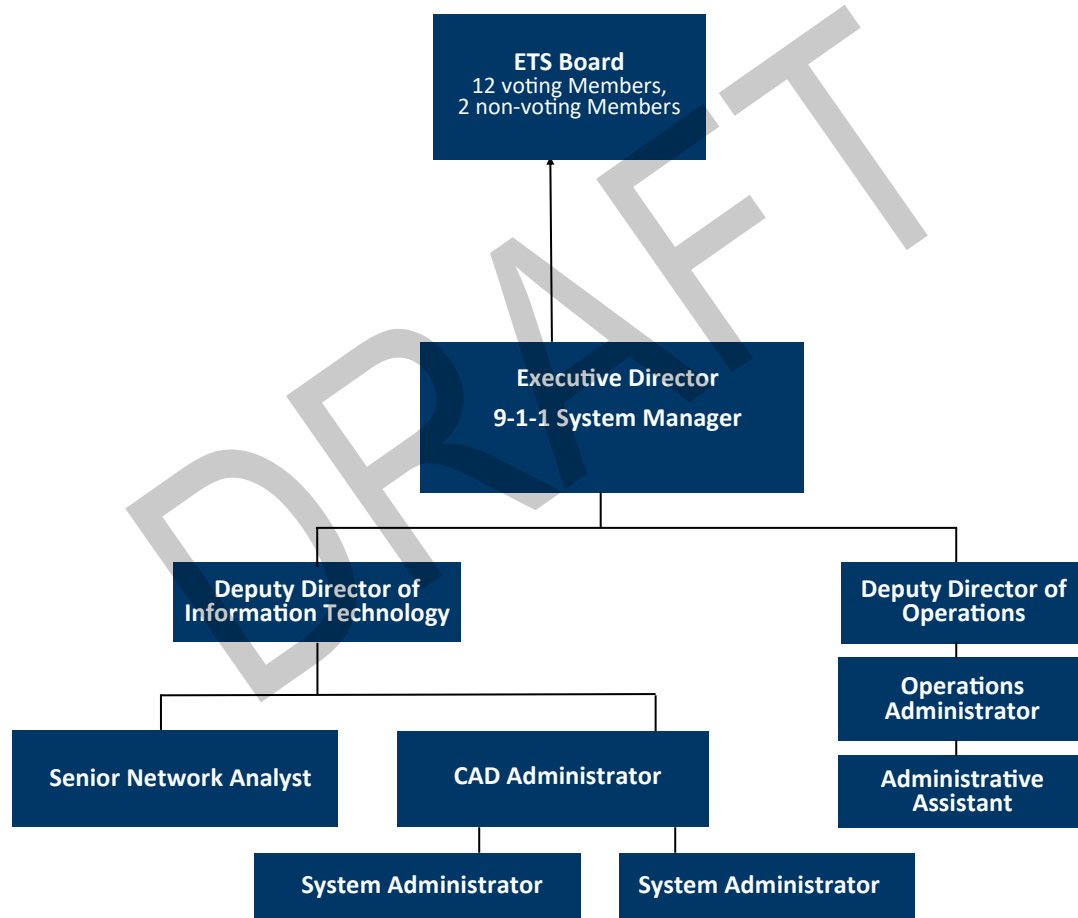 ETS Board
12 voting Members,
2 non-voting Members
Executive Director
9-1-1 System Manager
Deputy Director of
Information Technology
Deputy Director of
Operations
Operations
Administrator
Senior Network Analyst
CAD Administrator
Administrative
Assistant
System Administrator
System Administrator
DRAFT